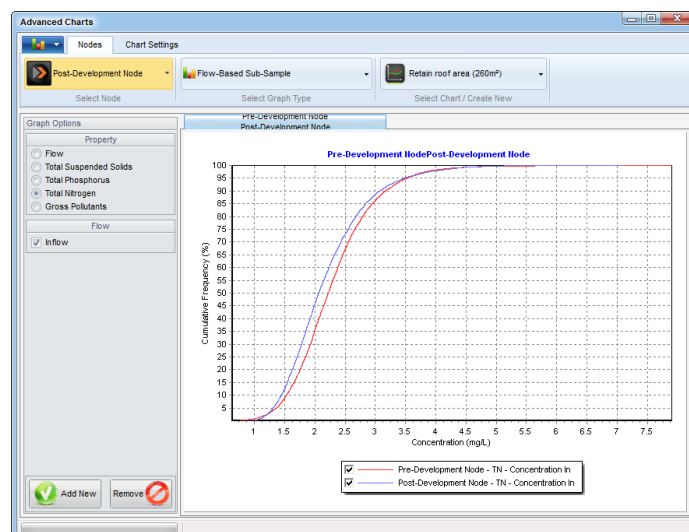 Advanced Charts
Nodes Chart Settings
Post-Development Node Flow-Based Sub-Sample Retain roof area (260m²)
Select Node Select Graph Type Select Chart / Create New
Graph Options
Property
Flow
Total Suspended Solids
Total Phosphorus
Total Nitrogen
Gross Pollutants
Flow
Inflow
Add New Remove
Pre-Development Node
Post-Development Node
Pre-Development NodePost-Development Node
Cumulative Frequency (%)
100
95
90
85
80
75
70
65
60
55
50
45
40
35
30
25
20
15
10
5
1 1.5 2 2.5 3 3.5 4 4.5 5 5.5 6 6.5 7 7.5
Concentration (mg/L)
Pre-Development Node - TN - Concentration In
Post-Development Node - TN - Concentration In